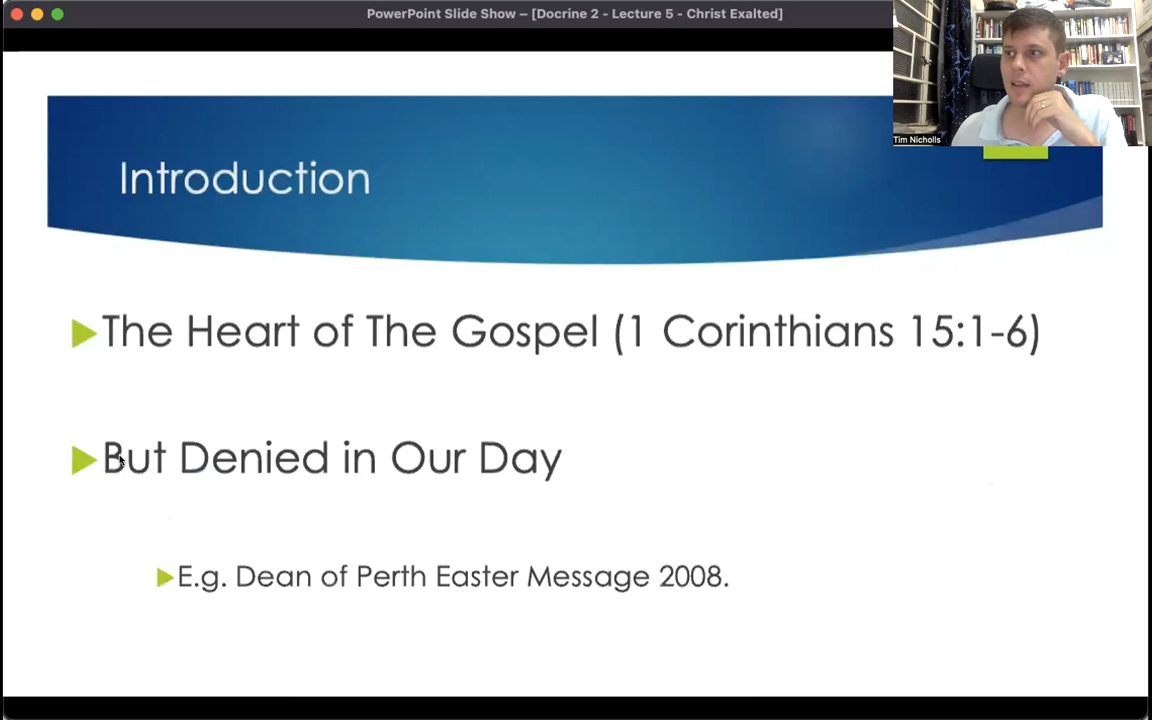 PowerPoint Slide Show – [Docrine 2 - Lecture 5 - Christ Exalted]
Tim Nicholls
Introduction
The Heart of The Gospel (1 Corinthians 15:1-6)
But Denied in Our Day
E.g. Dean of Perth Easter Message 2008.